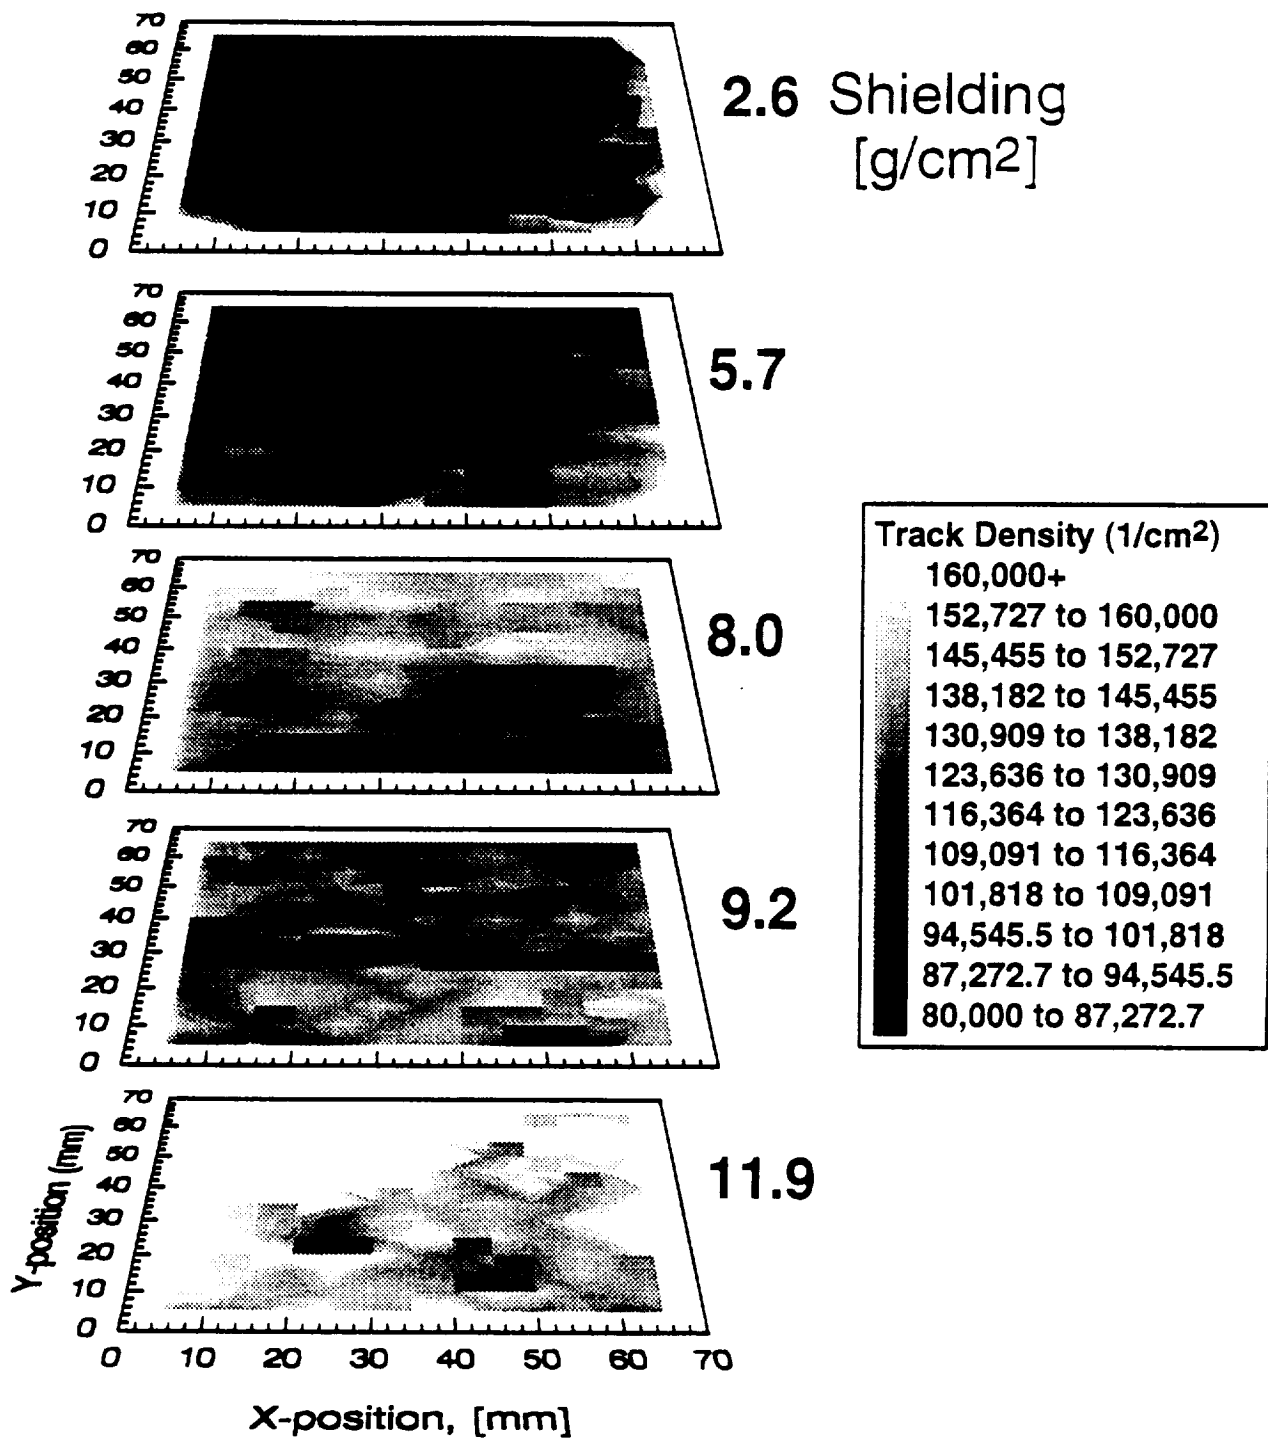 70
60
50
40
30
20
10
0
2.6 Shielding
[g/cm2]
70
60
50
40
30
20
10
0
5.7
70
60
50
40
30
20
10
0
8.0
Track Density (1/cm2)
160,000+
152,727 to 160,000
145,455 to 152,727
138,182 to 145,455
130,909 to 138,182
123,636 to 130,909
116,364 to 123,636
109,091 to 116,364
101,818 to 109,091
94,545.5 to 101,818
87,272.7 to 94,545.5
80,000 to 87,272.7
70
60
50
40
30
20
10
0
9.2
70
60
50
40
30
20
10
0
11.9
Y-position (mm)
0 10 20 30 40 50 60 70
X-position, [mm]